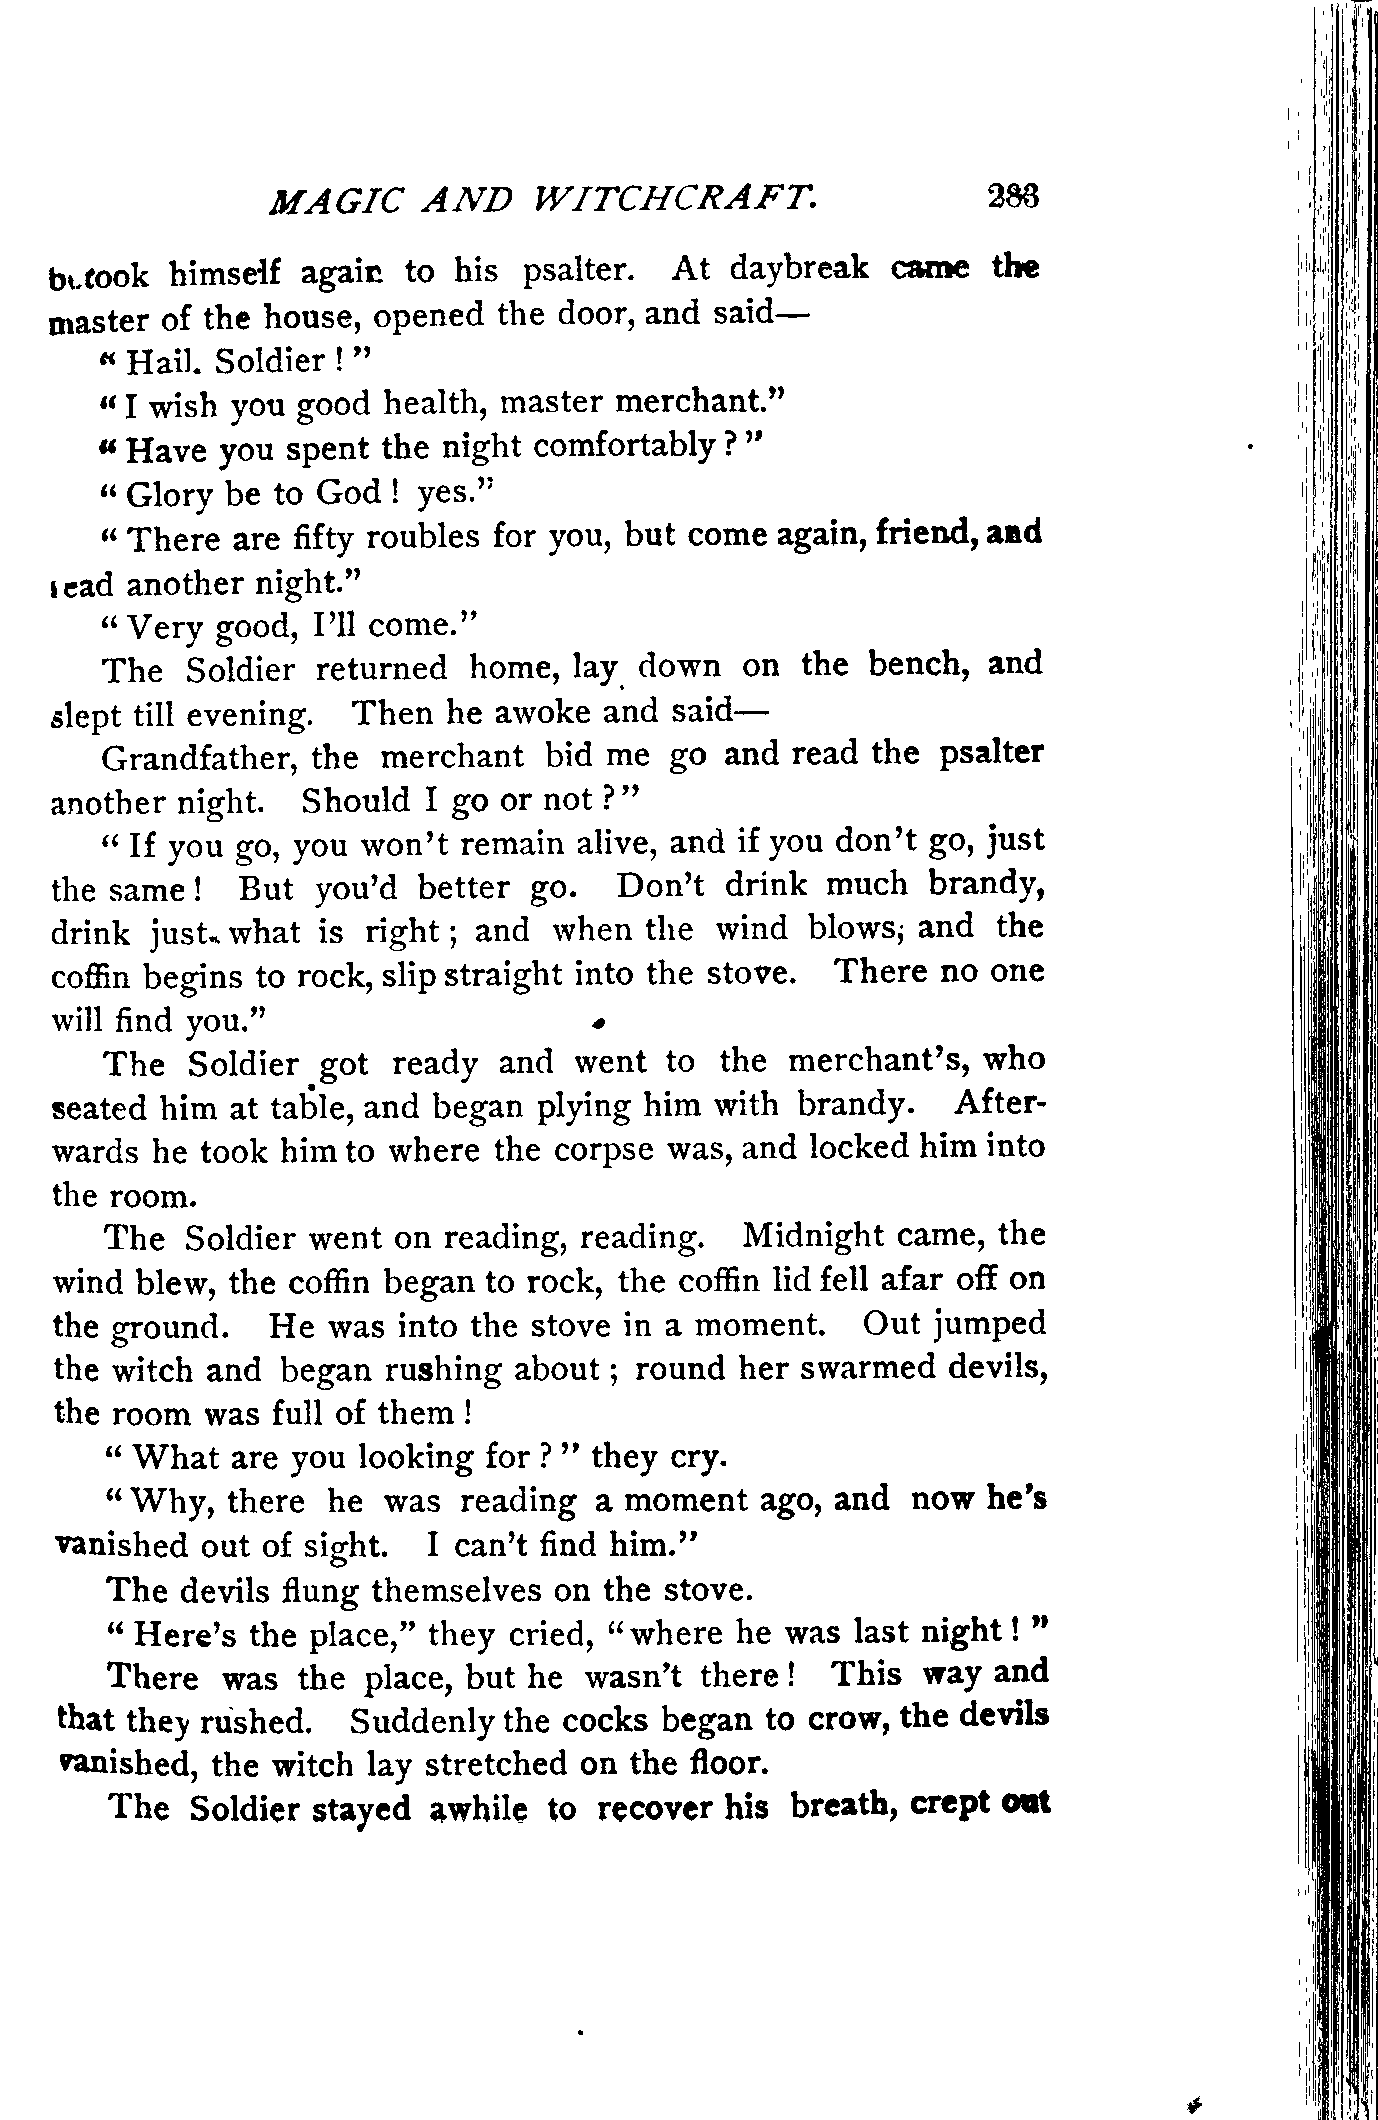 MAGIC AND WITCHCRAFT. 283
betook himself again to his psalter. At daybreak came the
master of the house, opened the door, and said—
" Hail. Soldier ! "
" I wish you good health, master merchant."
" Have you spent the night comfortably ? "
" Glory be to God ! yes."
" There are fifty roubles for you, but come again, friend, and
read another night."
" Very good, I'll come."
The Soldier returned home, lay down on the bench, and
slept till evening. Then he awoke and said—
Grandfather, the merchant bid me go and read the psalter
another night. Should I go or not ? "
" If you go, you won't remain alive, and if you don't go, just
the same ! But you'd better go. Don't drink much brandy,
drink just what is right ; and when the wind blows, and the
coffin begins to rock, slip straight into the stove. There no one
will find you."
The Soldier got ready and went to the merchant's, who
seated him at table, and began plying him with brandy. After-
wards he took him to where the corpse was, and locked him into
the room.
The Soldier went on reading, reading. Midnight came, the
wind blew, the coffin began to rock, the coffin lid fell afar off on
the ground. He was into the stove in a moment. Out jumped
the witch and began rushing about ; round her swarmed devils,
the room was full of them !
" What are you looking for ? " they cry.
" Why, there he was reading a moment ago, and now he's
vanished out of sight. I can't find him."
The devils flung themselves on the stove.
" Here's the place," they cried, " where he was last night ! "
There was the place, but he wasn't there ! This way and
that they rushed. Suddenly the cocks began to crow, the devils
vanished, the witch lay stretched on the floor.
The Soldier stayed awhile to recover his breath, crept out